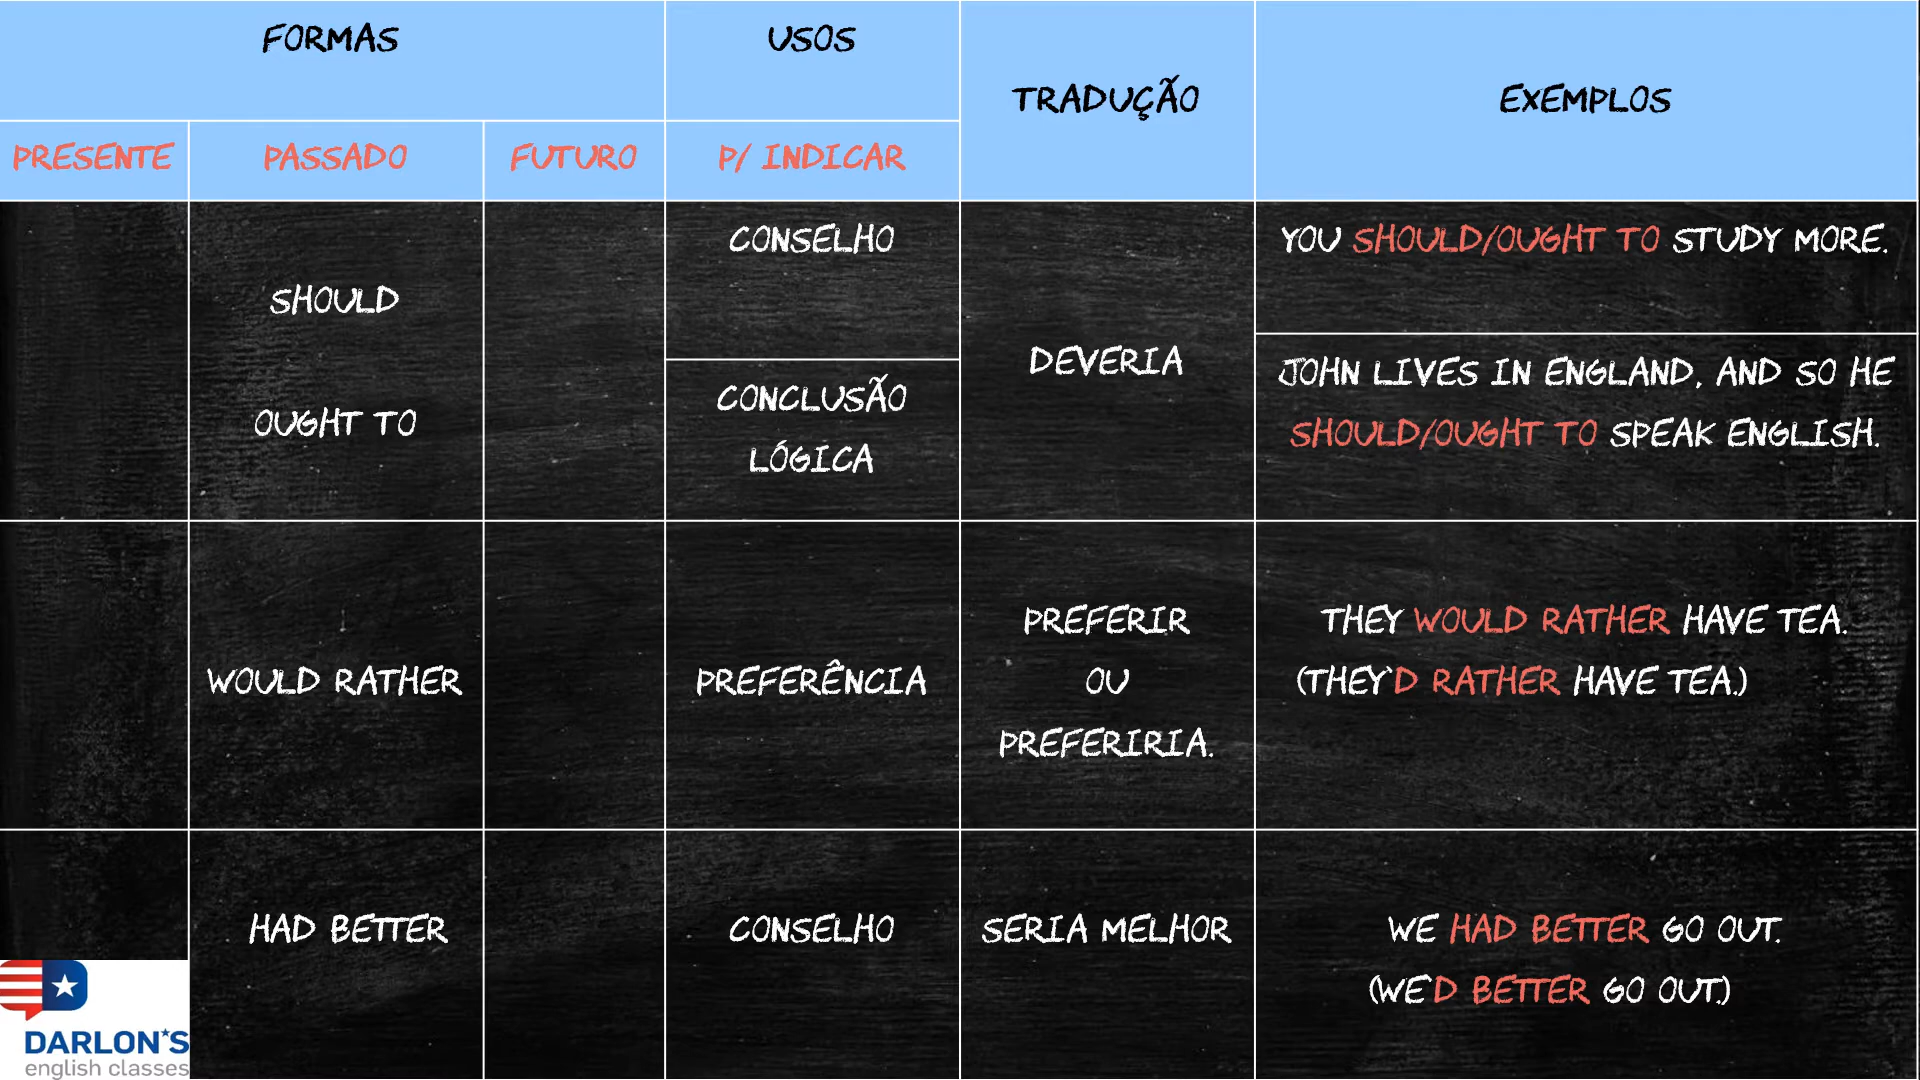 FORMAS
USOS
TRADUÇÃO
EXEMPLOS
PRESENTE
PASSADO
FUTURO
P/ INDICAR
SHOULD
OUGHT TO
CONSELHO
CONCLUSÃO
LÓGICA
DEVERIA
YOU SHOULD/OUGHT TO STUDY MORE.
JOHN LIVES IN ENGLAND, AND SO HE
SHOULD/OUGHT TO SPEAK ENGLISH.
WOULD RATHER
PREFERÊNCIA
PREFERIR
OU
PREFERIRIA.
THEY WOULD RATHER HAVE TEA.
(THEY'D RATHER HAVE TEA.)
HAD BETTER
CONSELHO
SERIA MELHOR
WE HAD BETTER GO OUT.
(WE'D BETTER GO OUT.)
DARLON'S
english classes